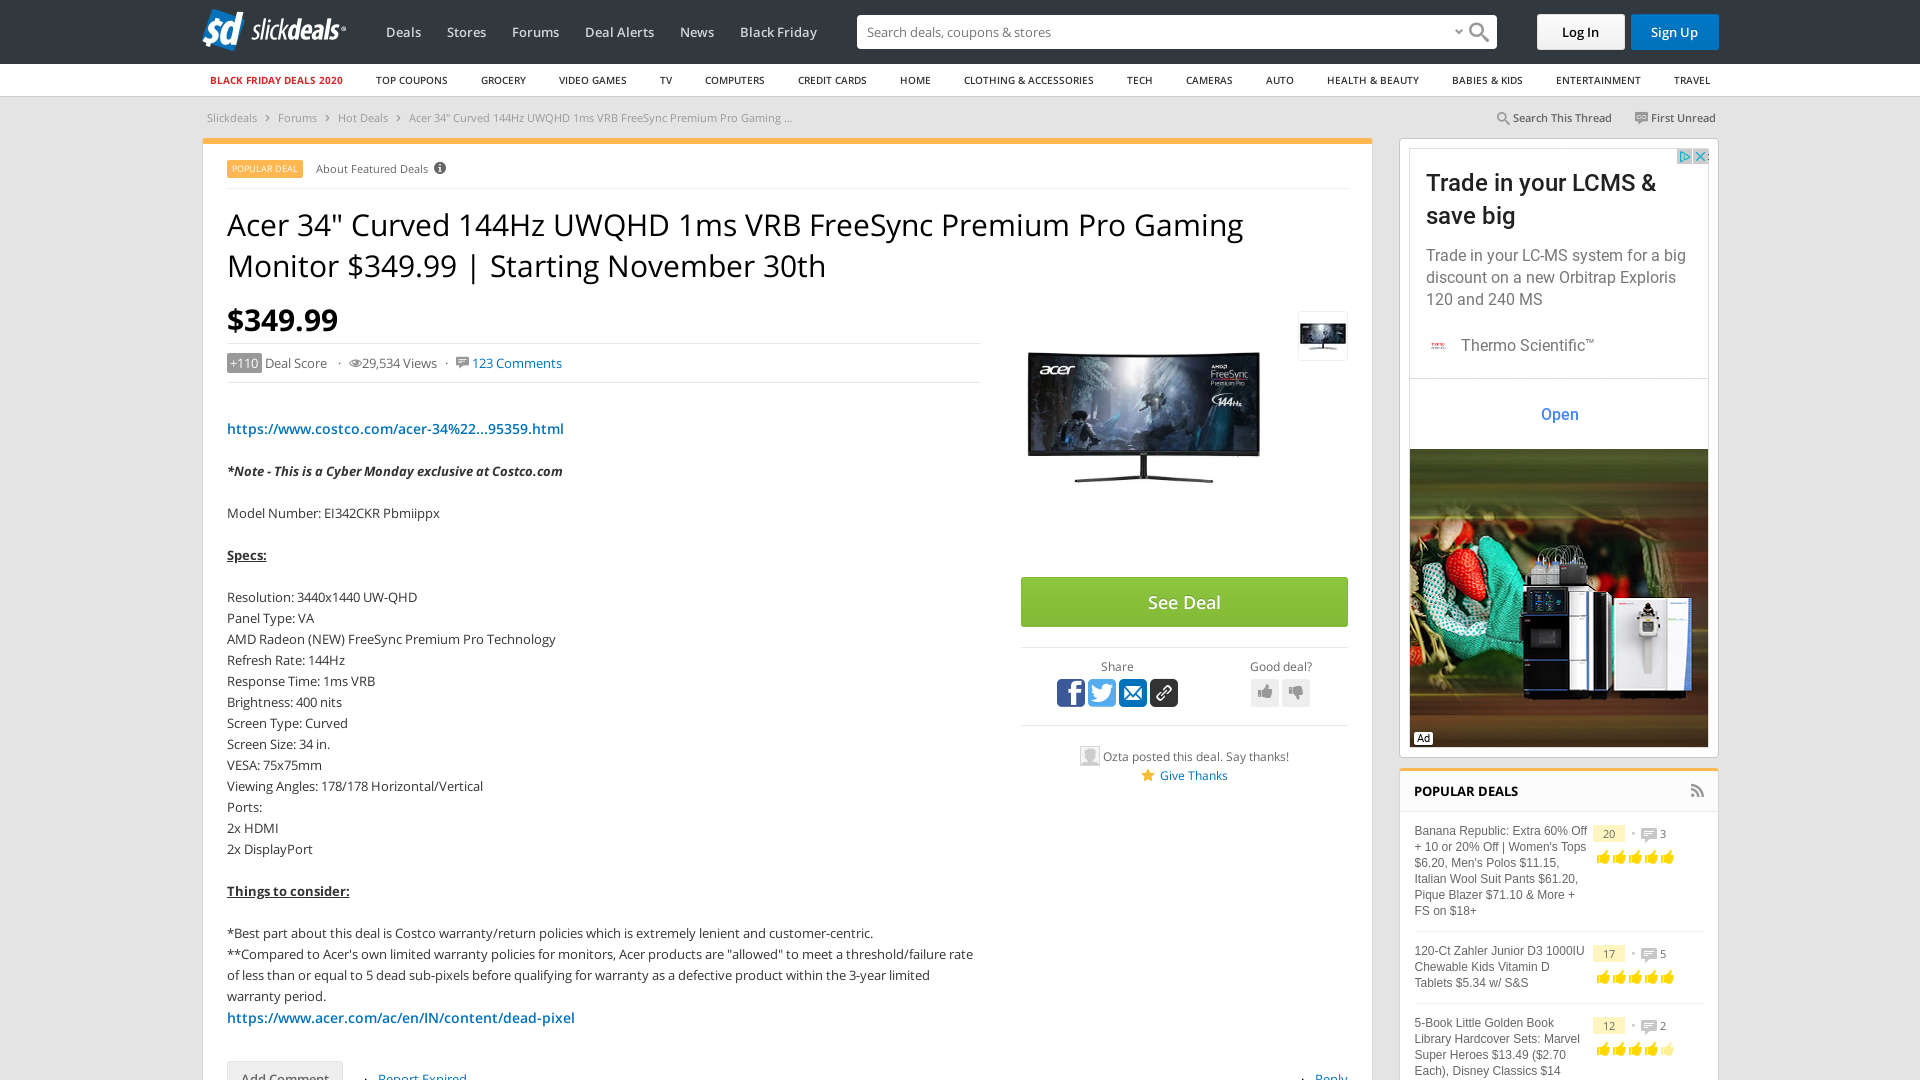 slickdeals
Deals
Stores
Forums
Deal Alerts
News
Black Friday
Search deals, coupons & stores
Log In
Sign Up
BLACK FRIDAY DEALS 2020
TOP COUPONS
GROCERY
VIDEO GAMES
TV
COMPUTERS
CREDIT CARDS
HOME
CLOTHING & ACCESSORIES
TECH
CAMERAS
AUTO
HEALTH & BEAUTY
BABIES & KIDS
ENTERTAINMENT
TRAVEL
Slickdeals > Forums > Hot Deals > Acer 34" Curved 144Hz UWQHD 1ms VRB FreeSync Premium Pro Gaming ...
Search This Thread
First Unread
POPULAR DEAL
About Featured Deals
Acer 34" Curved 144Hz UWQHD 1ms VRB FreeSync Premium Pro Gaming
Monitor $349.99 | Starting November 30th
$349.99
+110 Deal Score · 29,534 Views · 123 Comments
https://www.costco.com/acer-34%22...95359.html
*Note - This is a Cyber Monday exclusive at Costco.com
Model Number: EI342CKR Pbmiippx
Specs:
Resolution: 3440x1440 UW-QHD
Panel Type: VA
AMD Radeon (NEW) FreeSync Premium Pro Technology
Refresh Rate: 144Hz
Response Time: 1ms VRB
Brightness: 400 nits
Screen Type: Curved
Screen Size: 34 in.
VESA: 75x75mm
Viewing Angles: 178/178 Horizontal/Vertical
Ports:
2x HDMI
2x DisplayPort
Things to consider:
*Best part about this deal is Costco warranty/return policies which is extremely lenient and customer-centric.
**Compared to Acer's own limited warranty policies for monitors, Acer products are "allowed" to meet a threshold/failure rate
of less than or equal to 5 dead sub-pixels before qualifying for warranty as a defective product within the 3-year limited
warranty period.
https://www.acer.com/ac/en/IN/content/dead-pixel
Add Comment
Report Expired
Reply
acer
AMD
FreeSync
Premium Pro
144Hz
See Deal
Share
Good deal?
Ozta posted this deal. Say thanks!
Give Thanks
Trade in your LCMS &
save big
Trade in your LC-MS system for a big
discount on a new Orbitrap Exploris
120 and 240 MS
Thermo Scientific™
Open
Ad
POPULAR DEALS
Banana Republic: Extra 60% Off
+ 10 or 20% Off | Women's Tops
$6.20, Men's Polos $11.15,
Italian Wool Suit Pants $61.20,
Pique Blazer $71.10 & More +
FS on $18+
20 • 3
120-Ct Zahler Junior D3 1000IU
Chewable Kids Vitamin D
Tablets $5.34 w/ S&S
17 • 5
5-Book Little Golden Book
Library Hardcover Sets: Marvel
Super Heroes $13.49 ($2.70
Each), Disney Classics $14
12 • 2